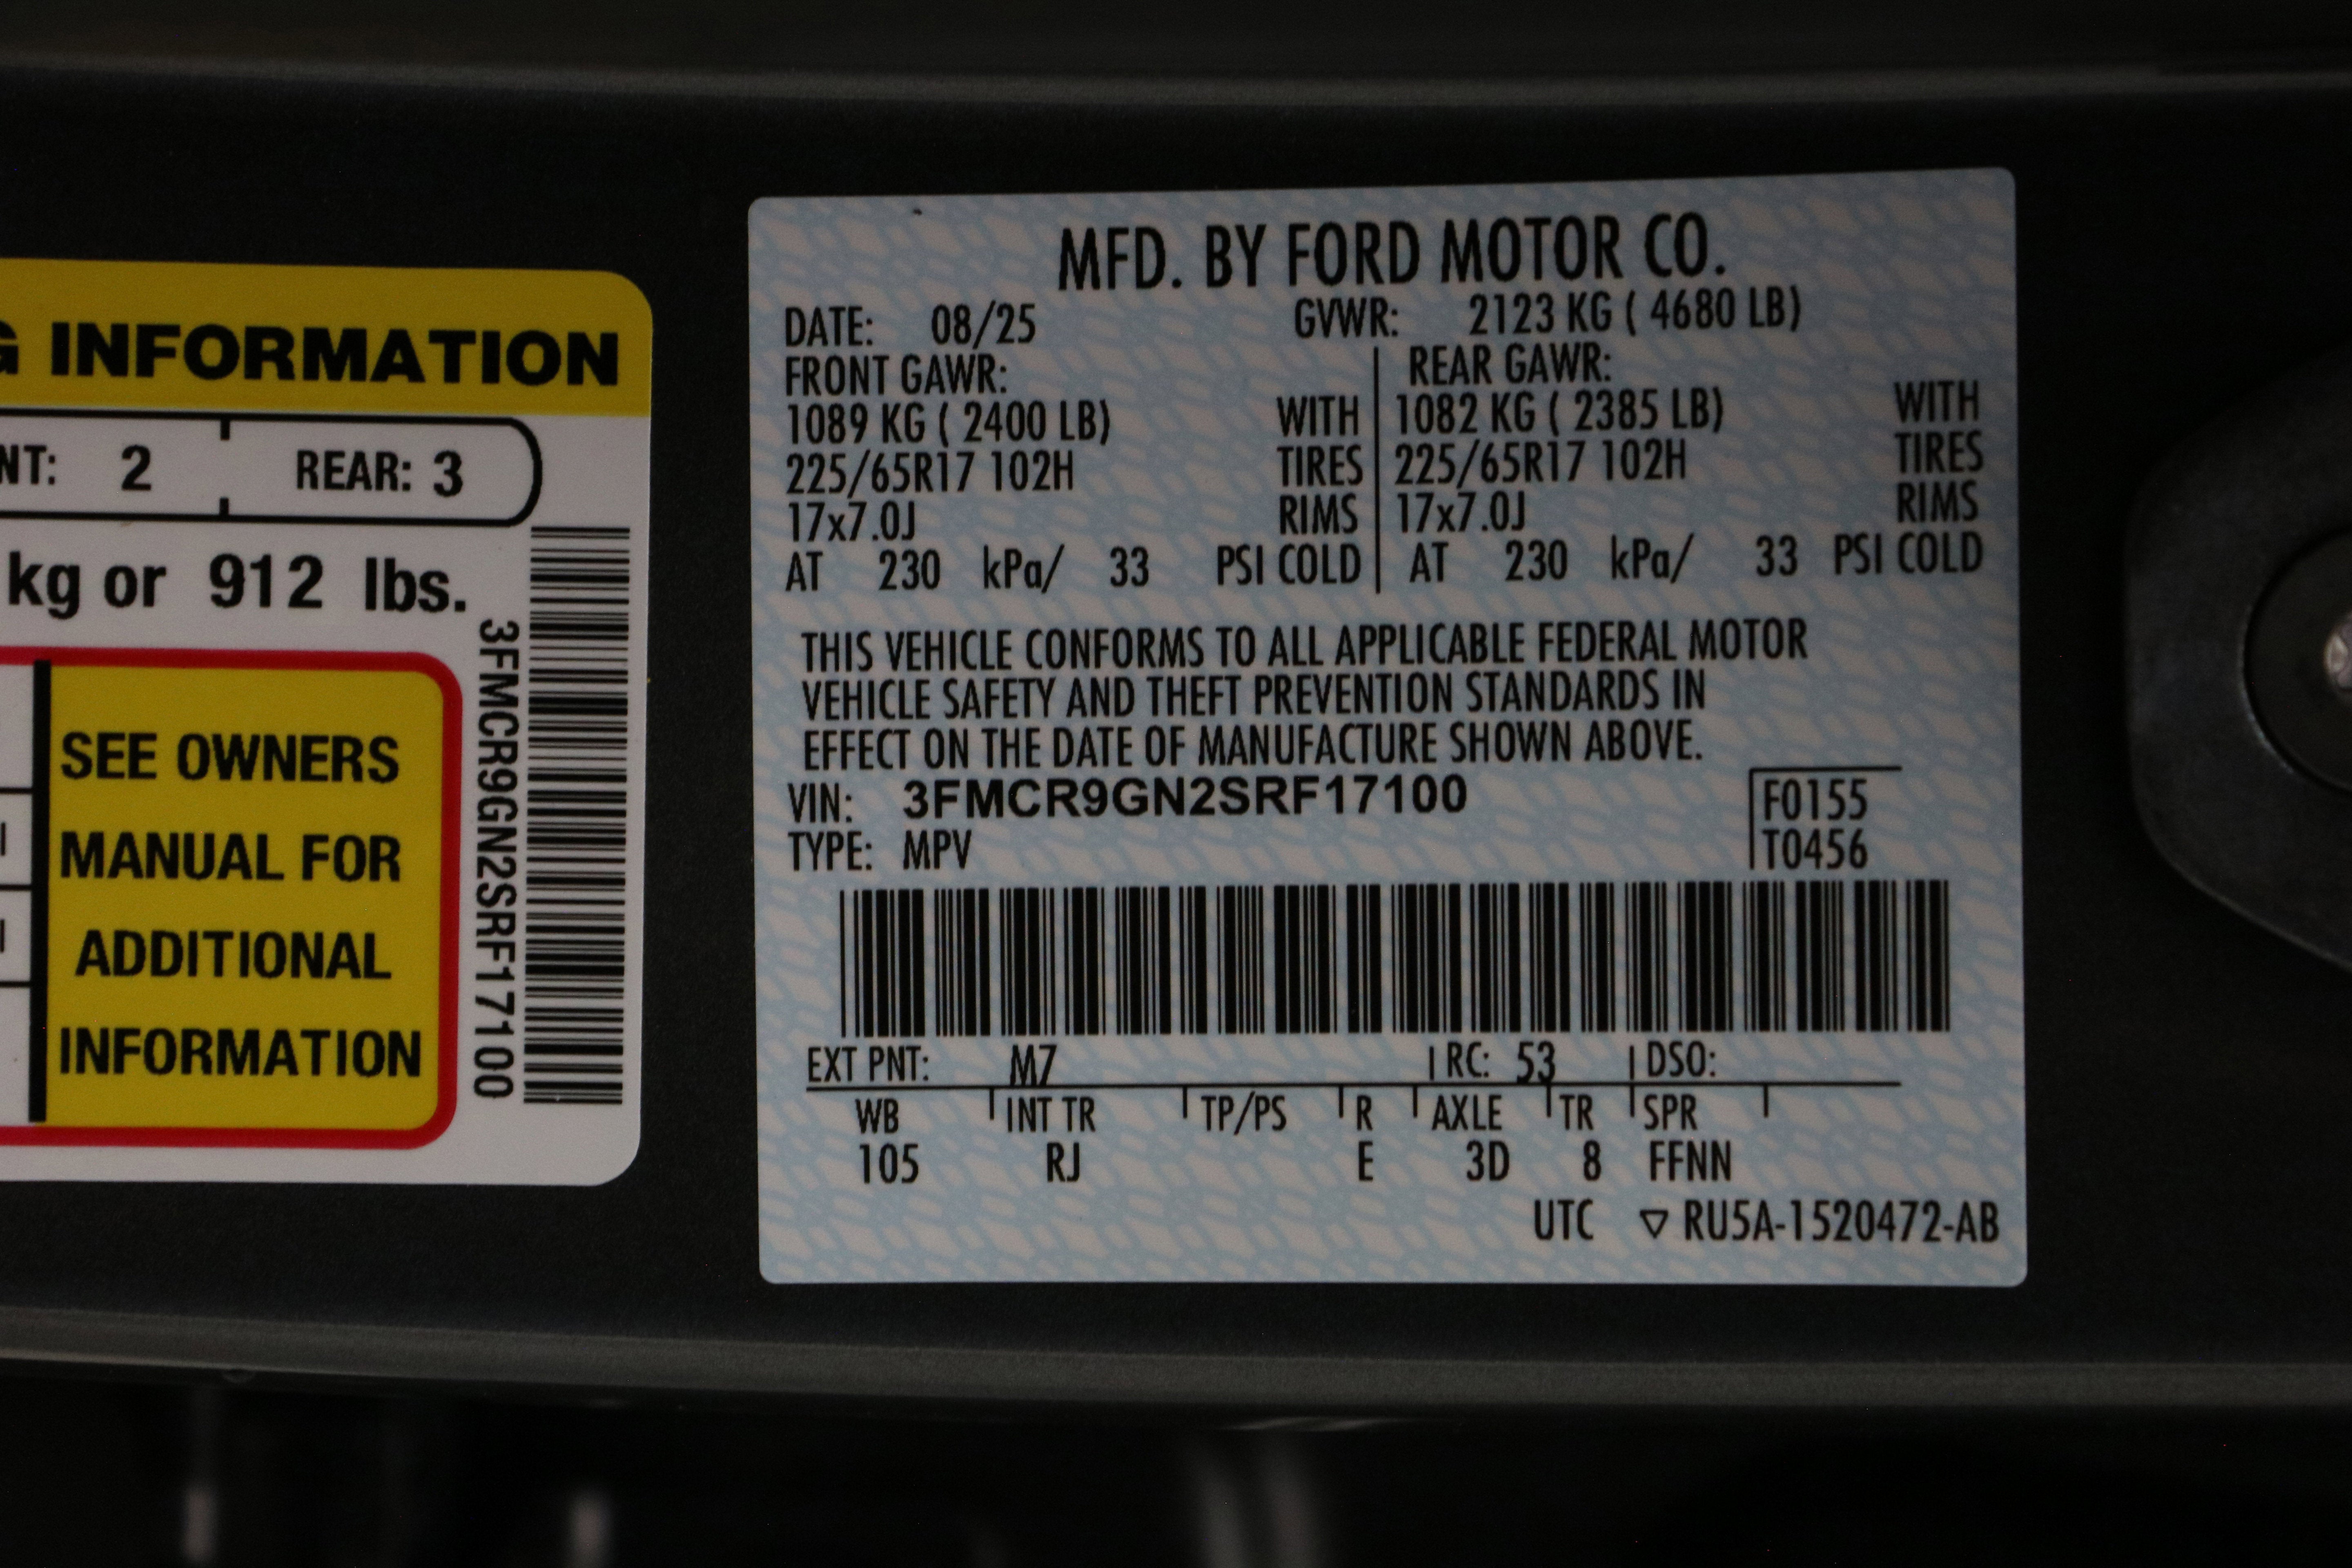 G INFORMATION
NT: 2 REAR: 3
kg or 912 lbs.
SEE OWNERS
MANUAL FOR
ADDITIONAL
INFORMATION
3FMCR9GN2SRF17100
MFD. BY FORD MOTOR CO.
DATE: 08/25 GVWR: 2123 KG ( 4680 LB)
FRONT GAWR: REAR GAWR:
1089 KG ( 2400 LB) WITH 1082 KG ( 2385 LB) WITH
225/65R17 102H TIRES 225/65R17 102H TIRES
17x7.0J RIMS 17x7.0J RIMS
AT 230 kPa/ 33 PSI COLD AT 230 kPa/ 33 PSI COLD
THIS VEHICLE CONFORMS TO ALL APPLICABLE FEDERAL MOTOR
VEHICLE SAFETY AND THEFT PREVENTION STANDARDS IN
EFFECT ON THE DATE OF MANUFACTURE SHOWN ABOVE.
VIN: 3FMCR9GN2SRF17100 F0155
TYPE: MPV T0456
EXT PNT: M7 RC: 53 DSO:
WB INT TR TP/PS R AXLE TR SPR
105 RJ E 3D 8 FFNN
UTC ▽ RU5A-1520472-AB